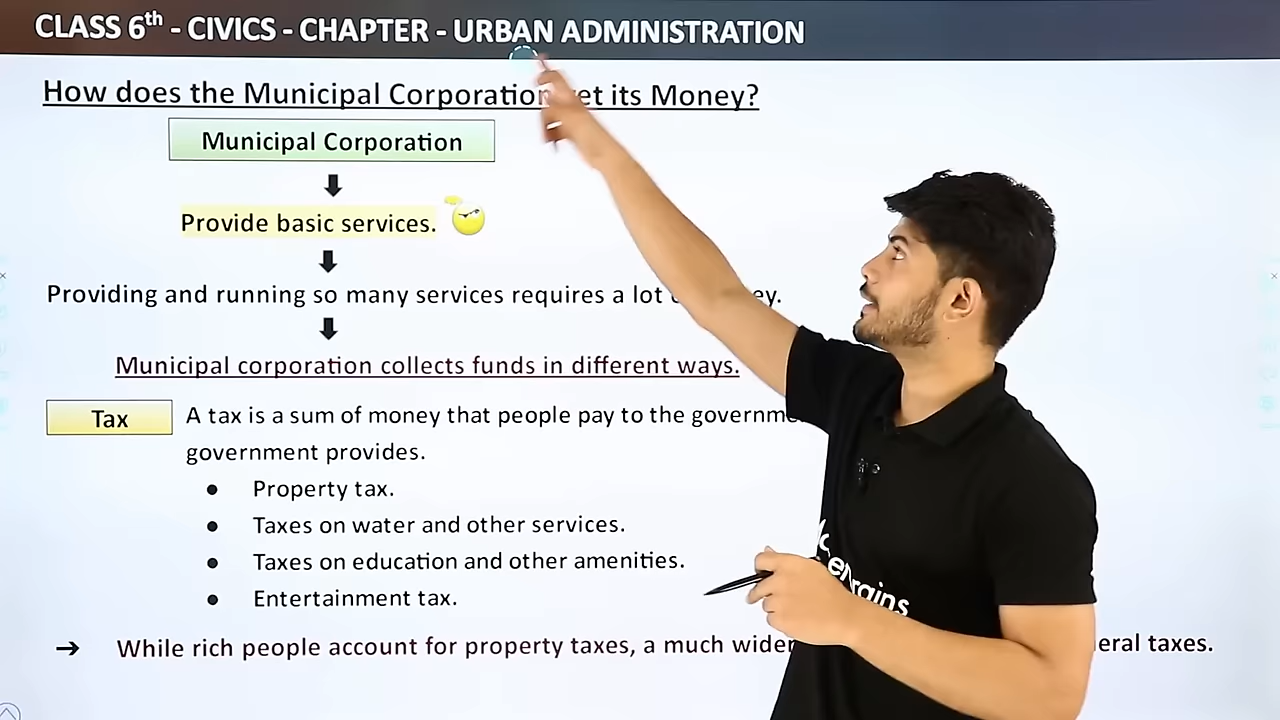 CLASS 6th - CIVICS - CHAPTER - URBAN ADMINISTRATION
How does the Municipal Corporation get its Money?
Municipal Corporation
Provide basic services.
Providing and running so many services requires a lot
Municipal corporation collects funds in different ways.
Tax
A tax is a sum of money that people pay to the
government provides.
● Property tax.
● Taxes on water and other services.
● Taxes on education and other amenities.
● Entertainment tax.
→ While rich people account for property taxes, a much wider taxes.